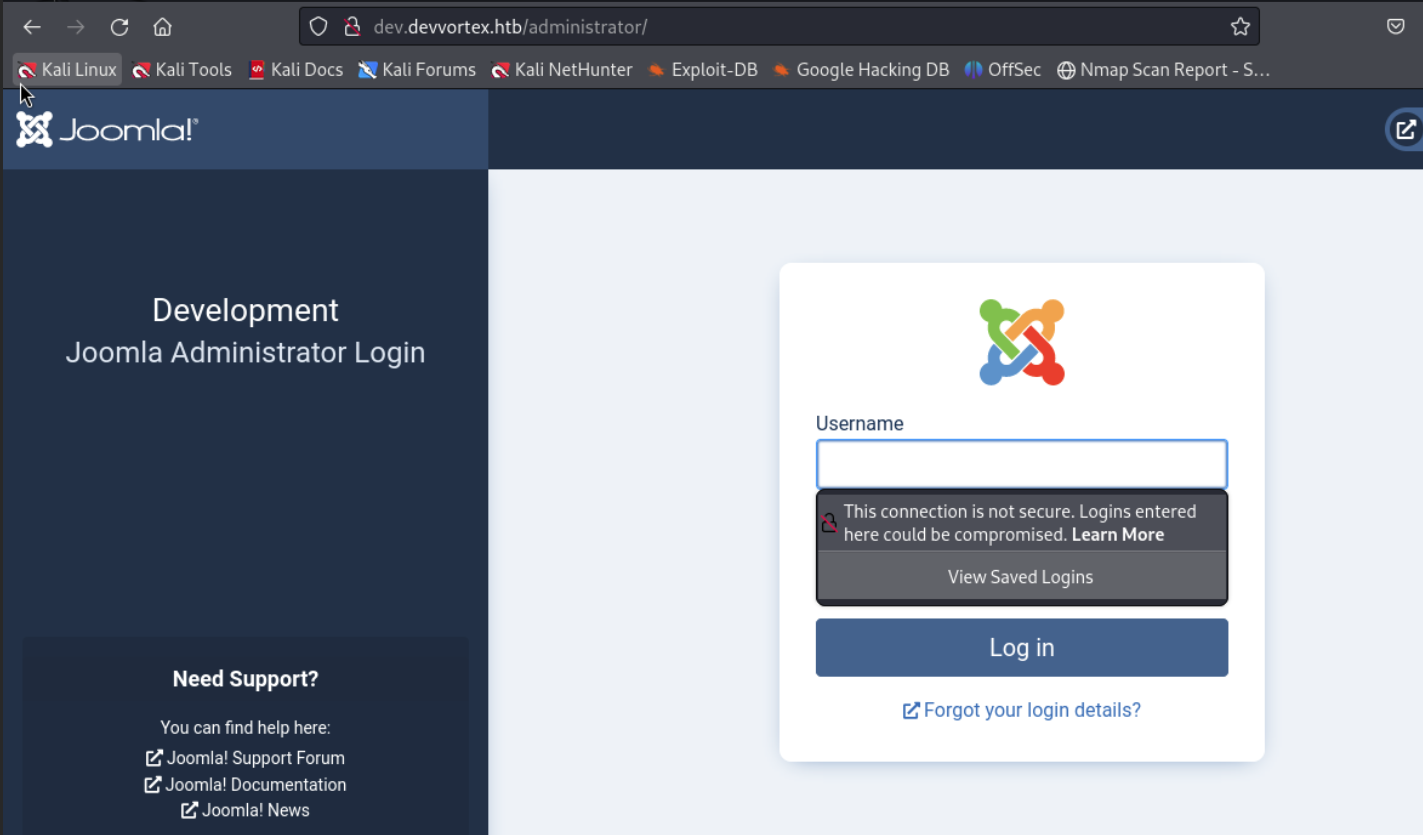 dev.devvortex.htb/administrator/
Kali Linux Kali Tools Kali Docs Kali Forums Kali NetHunter Exploit-DB Google Hacking DB OffSec Nmap Scan Report - S...
Joomla!®
Development
Joomla Administrator Login
Need Support?
You can find help here:
Joomla! Support Forum
Joomla! Documentation
Joomla! News
Username
This connection is not secure. Logins entered
here could be compromised. Learn More
View Saved Logins
Log in
Forgot your login details?